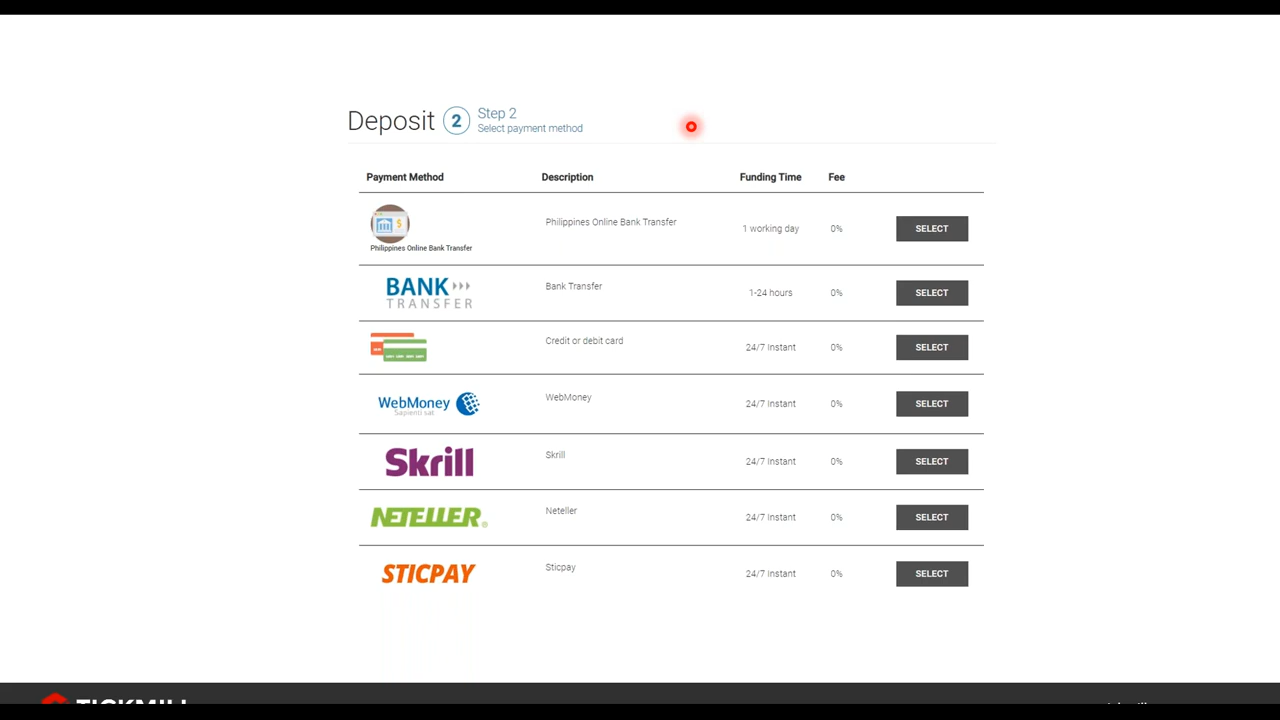 Deposit 2 Step 2
Select payment method
Payment Method Description Funding Time Fee
Philippines Online Bank Transfer 1 working day 0% SELECT
Philippines Online Bank Transfer
BANK TRANSFER Bank Transfer 1-24 hours 0% SELECT
Credit or debit card 24/7 Instant 0% SELECT
WebMoney WebMoney 24/7 Instant 0% SELECT
Sapienti sat
Skrill Skrill 24/7 Instant 0% SELECT
NETELLER® Neteller 24/7 Instant 0% SELECT
STICPAY Sticpay 24/7 Instant 0% SELECT
TICKMILL